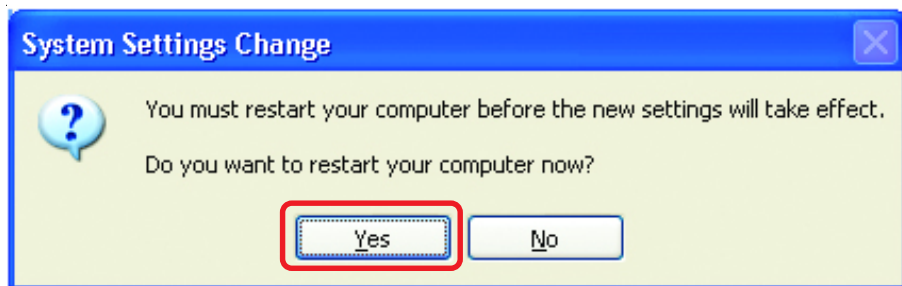 System Settings Change
You must restart your computer before the new settings will take effect.
Do you want to restart your computer now?
Yes No